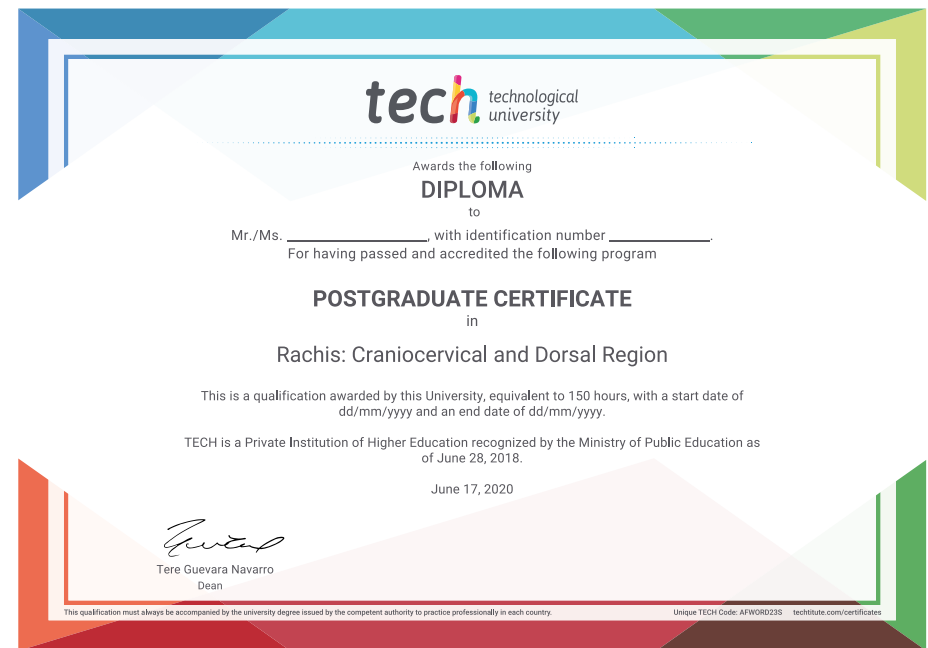 tech technological
university
Awards the following
DIPLOMA
to
Mr./Ms. ____________________, with identification number ______________.
For having passed and accredited the following program
POSTGRADUATE CERTIFICATE
in
Rachis: Craniocervical and Dorsal Region
This is a qualification awarded by this University, equivalent to 150 hours, with a start date of
dd/mm/yyyy and an end date of dd/mm/yyyy.
TECH is a Private Institution of Higher Education recognized by the Ministry of Public Education as
of June 28, 2018.
June 17, 2020
Tere Guevara Navarro
Dean
This qualification must always be accompanied by the university degree issued by the competent authority to practice professionally in each country. Unique TECH Code: AFWORD23S techtitute.com/certificates